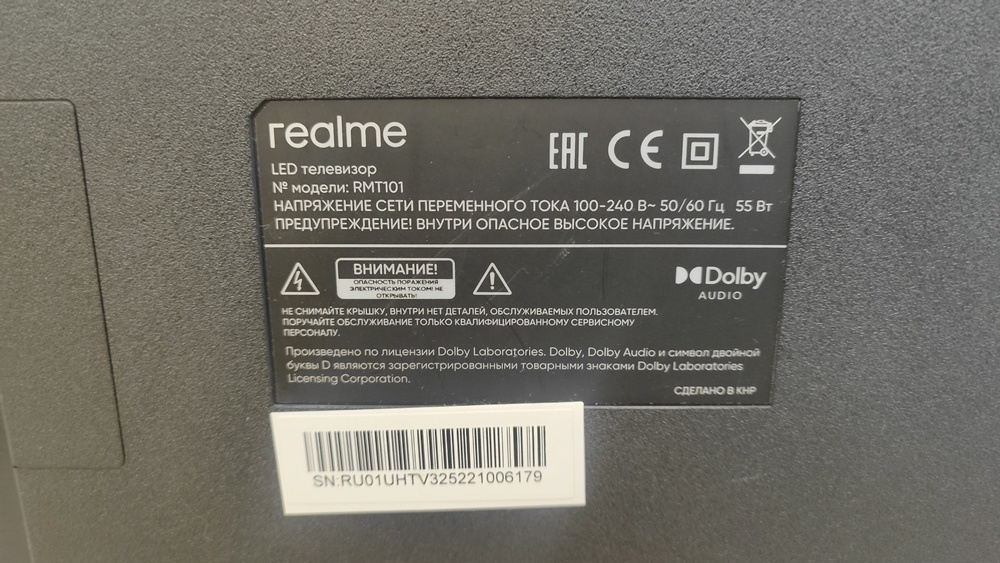 realme
EAC CE
LED телевизор
№ модели: RMT101
НАПРЯЖЕНИЕ СЕТИ ПЕРЕМЕННОГО ТОКА 100-240 В~ 50/60 Гц 55 Вт
ПРЕДУПРЕЖДЕНИЕ! ВНУТРИ ОПАСНОЕ ВЫСОКОЕ НАПРЯЖЕНИЕ.
ВНИМАНИЕ!
ОПАСНОСТЬ ПОРАЖЕНИЯ
ЭЛЕКТРИЧЕСКИМ ТОКОМ! НЕ
ОТКРЫВАТЬ!
Dolby
AUDIO
НЕ СНИМАЙТЕ КРЫШКУ, ВНУТРИ НЕТ ДЕТАЛЕЙ, ОБСЛУЖИВАЕМЫХ ПОЛЬЗОВАТЕЛЕМ.
ПОРУЧАЙТЕ ОБСЛУЖИВАНИЕ ТОЛЬКО КВАЛИФИЦИРОВАННОМУ СЕРВИСНОМУ
ПЕРСОНАЛУ.
Произведено по лицензии Dolby Laboratories. Dolby, Dolby Audio и символ двойной
буквы D являются зарегистрированными товарными знаками Dolby Laboratories
Licensing Corporation.
СДЕЛАНО В КНР
SN:RU01UHTV325221006179